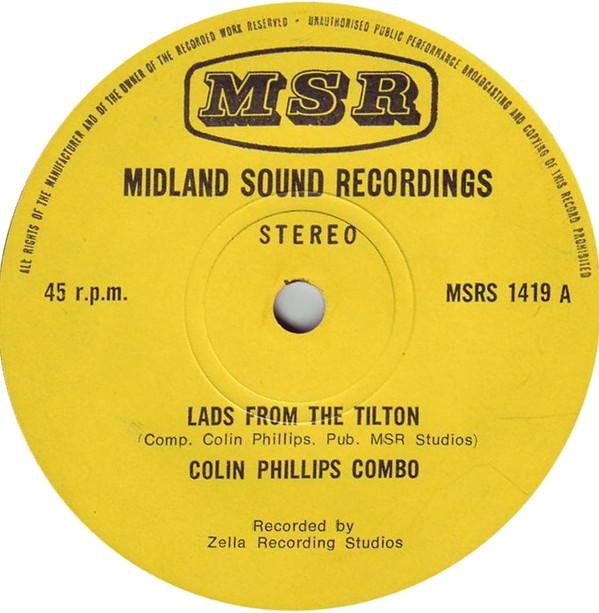 ALL RIGHTS OF THE MANUFACTURER AND OF THE OWNER OF THE RECORDED WORK RESERVED • UNAUTHORISED PUBLIC PERFORMANCE BROADCASTING AND COPYING OF THIS RECORD PROHIBITED
MSR
MIDLAND SOUND RECORDINGS
STEREO
45 r.p.m.
MSRS 1419 A
LADS FROM THE TILTON
(Comp. Colin Phillips. Pub. MSR Studios)
COLIN PHILLIPS COMBO
Recorded by
Zella Recording Studios